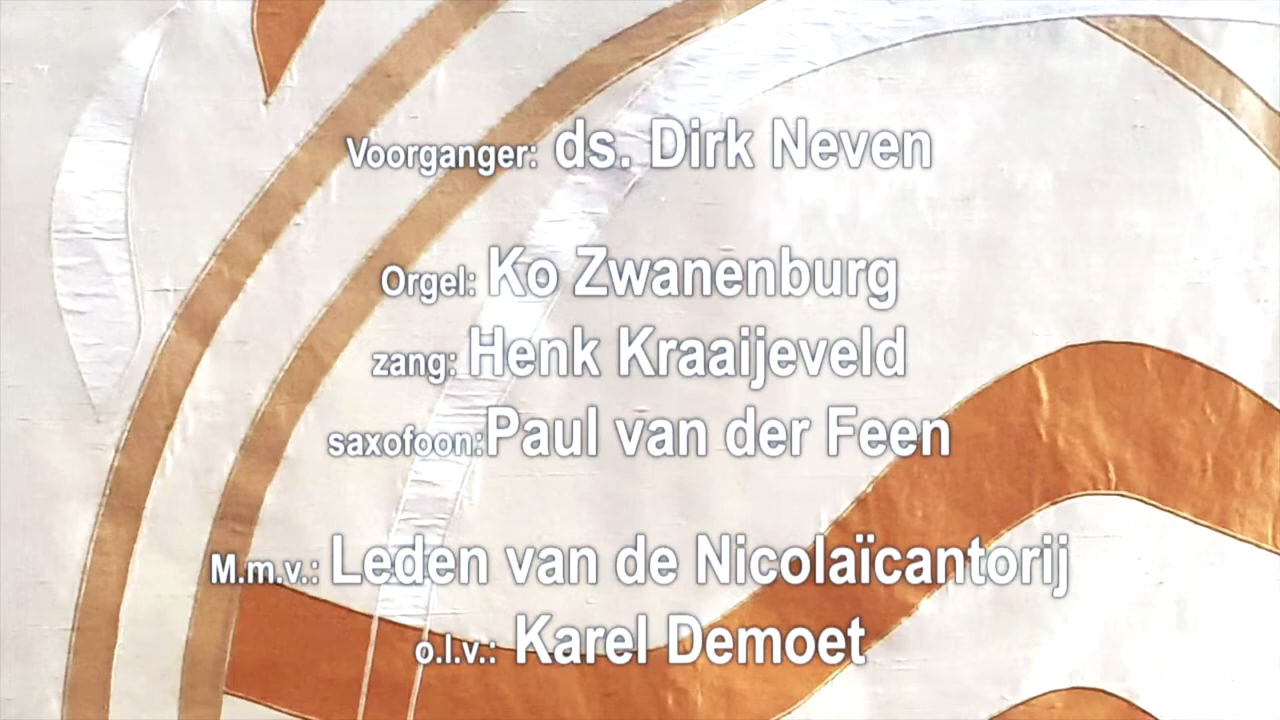 Voorganger: ds. Dirk Neven
Orgel: Ko Zwanenburg
zang: Henk Kraaijeveld
saxofoon:Paul van der Feen
M.m.v.: Leden van de Nicolaïcantorij
o.l.v.: Karel Demoet